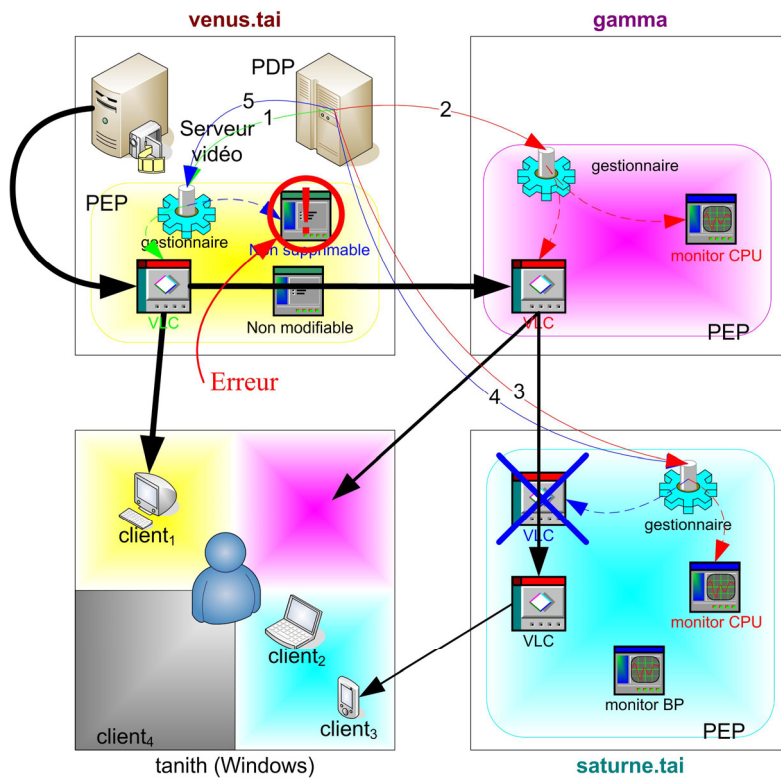 venus.tai
gamma
PDP
5
1
2
Serveur
vidéo
PEP
gestionnaire
gestionnaire
Non supprimable
monitor CPU
VLC
Non modifiable
VLC
PEP
Erreur
3
4
client1
VLC
gestionnaire
monitor CPU
client2
VLC
monitor BP
client3
client4
PEP
tanith (Windows)
saturne.tai